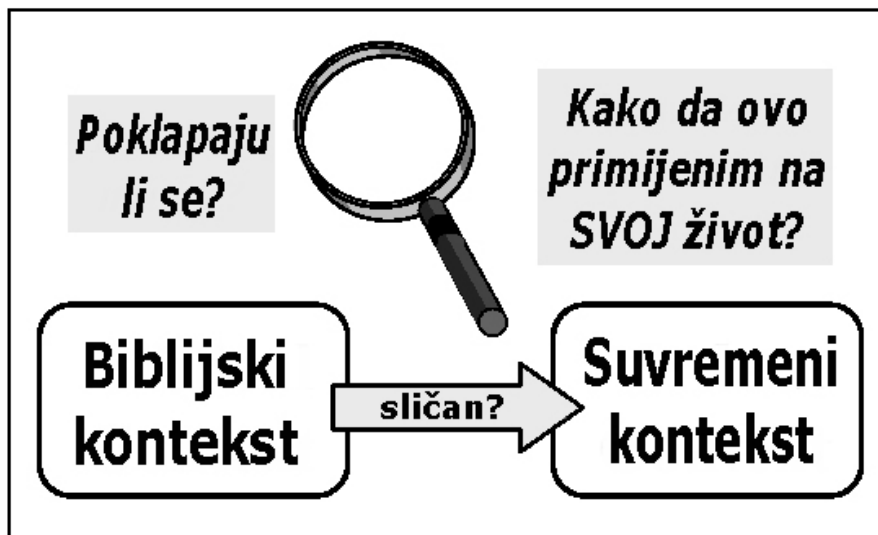 Poklapaju
li se?
Kako da ovo
primijenim na
SVOJ život?
Biblijski
kontekst
sličan?
Suvremeni
kontekst